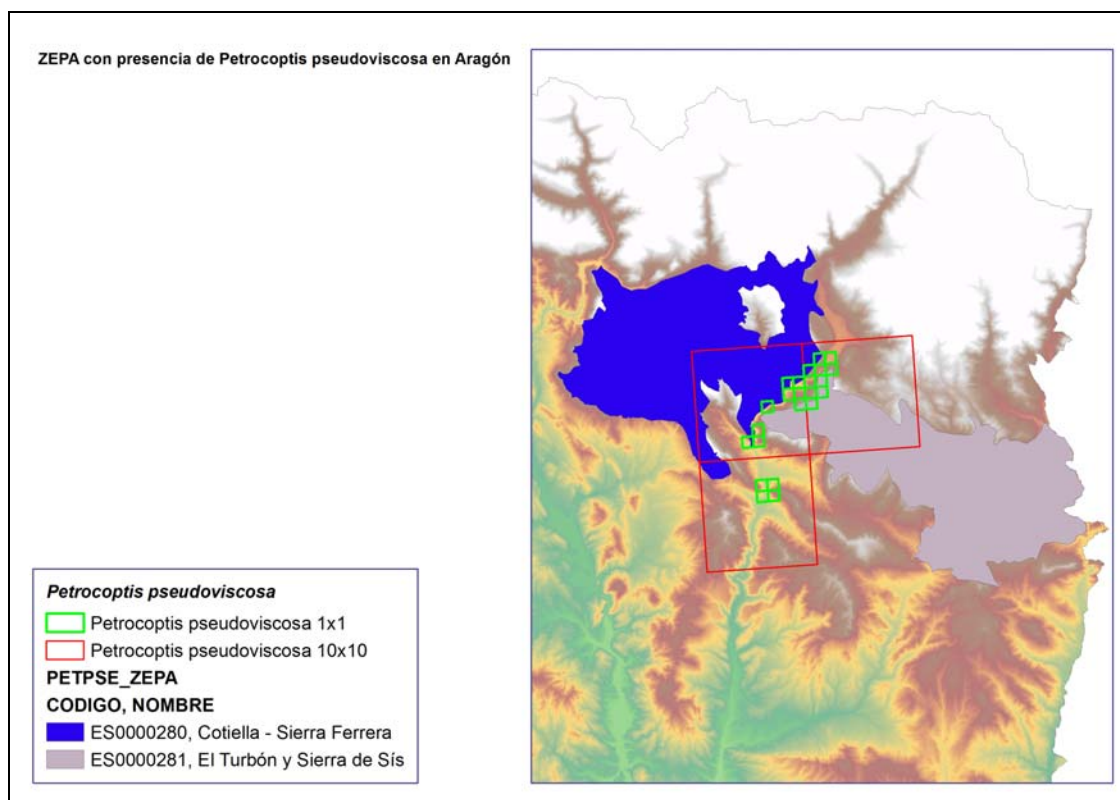 ZEPA con presencia de Petrocoptis pseudoviscosa en Aragón
Petrocoptis pseudoviscosa
Petrocoptis pseudoviscosa 1x1
Petrocoptis pseudoviscosa 10x10
PETPSE_ZEPA
CODIGO, NOMBRE
ES0000280, Cotiella - Sierra Ferrera
ES0000281, El Turbón y Sierra de Sís